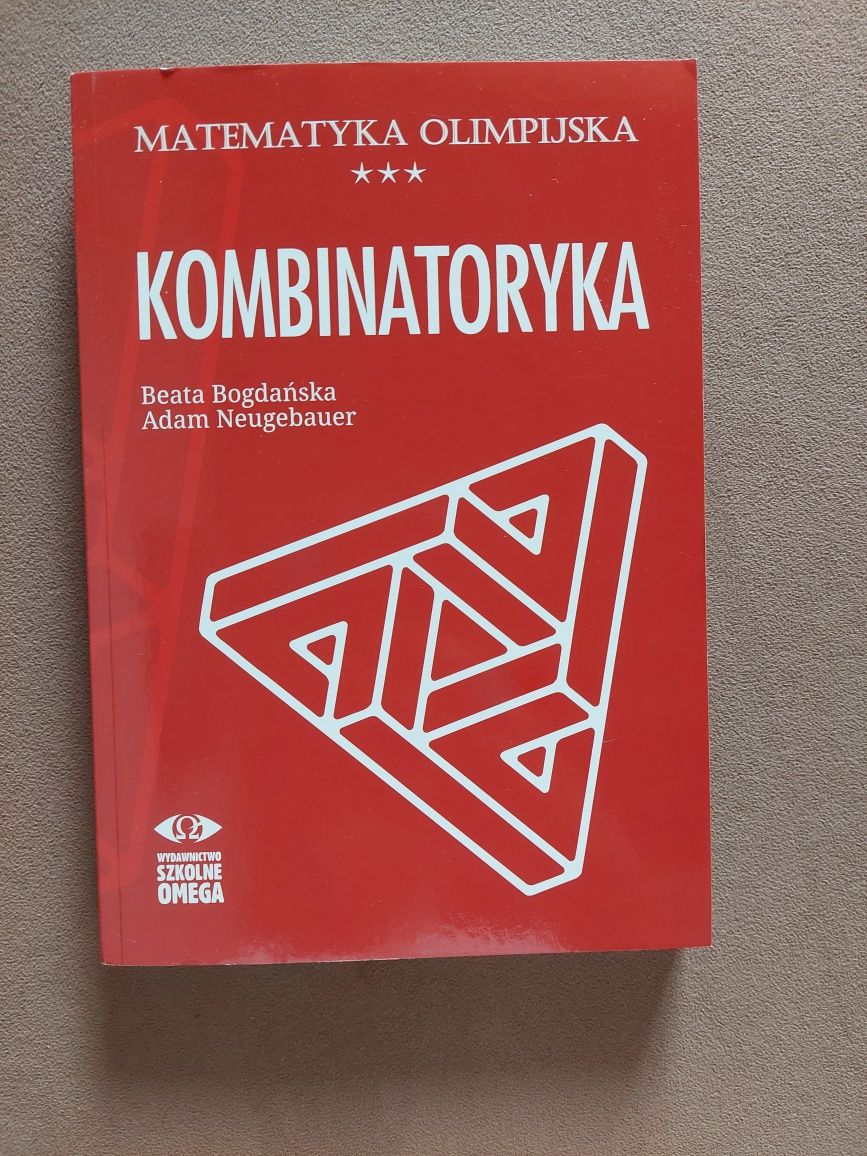 MATEMATYKA OLIMPIJSKA
★★★
KOMBINATORYKA
Beata Bogdańska
Adam Neugebauer
Ω
WYDAWNICTWO
SZKOLNE
OMEGA